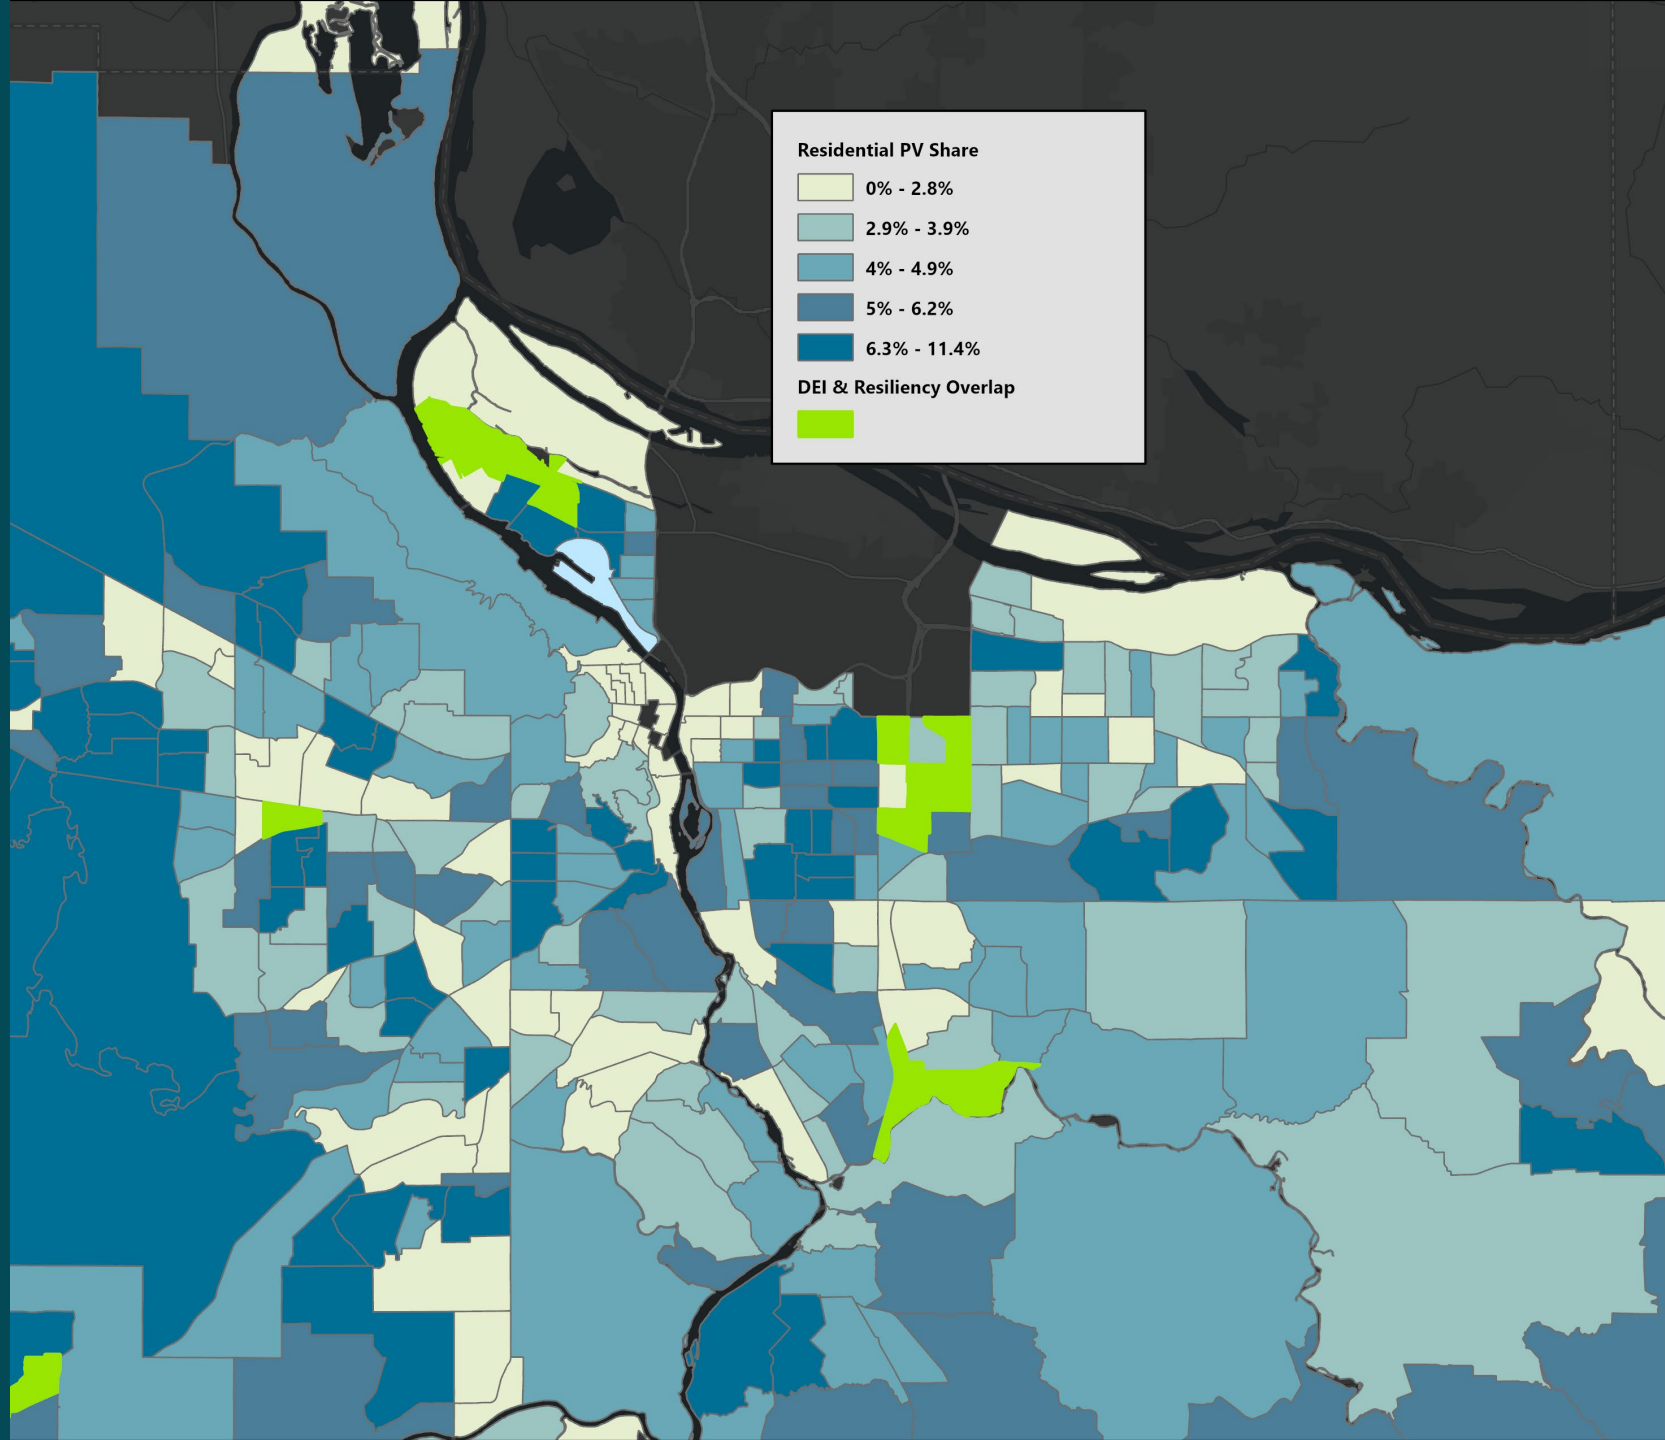 Residential PV Share
0% - 2.8%
2.9% - 3.9%
4% - 4.9%
5% - 6.2%
6.3% - 11.4%
DEI & Resiliency Overlap